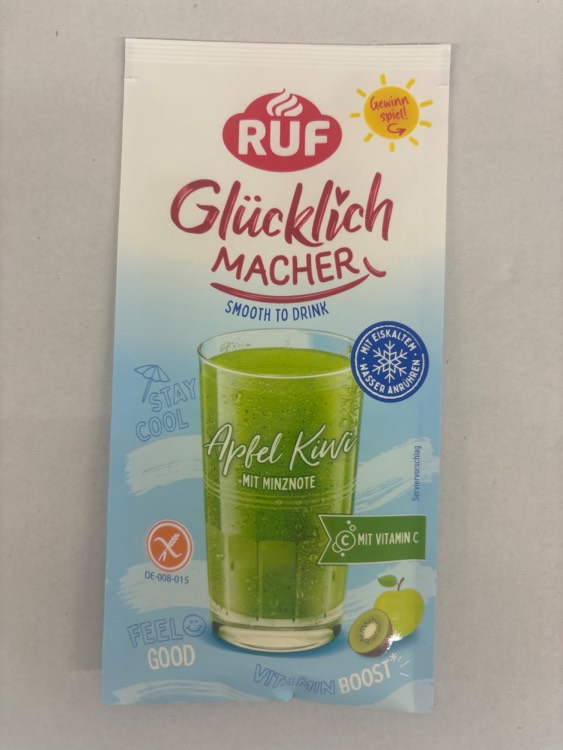 RUF
Gewinn
spiel!
Glücklich
MACHER
SMOOTH TO DRINK
MIT EISKALTEM
WASSER ANRÜHREN
STAY
COOL
Apfel Kiwi
MIT MINZNOTE
Serviervorschlag
C MIT VITAMIN C
DE-008-015
FEEL
GOOD
VITAMIN BOOST*